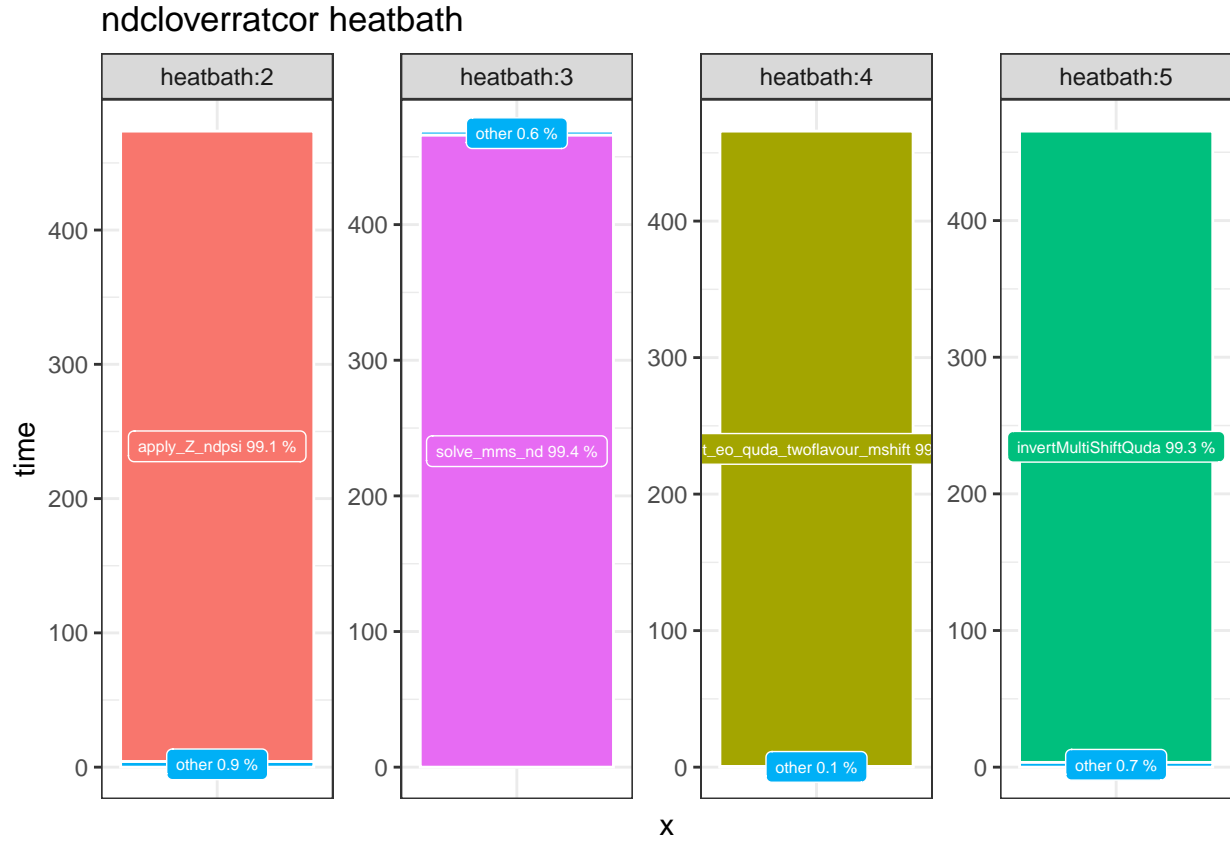 ndcloverratcor heatbath
heatbath:2 heatbath:3 heatbath:4 heatbath:5
other 0.6 %
400 400 400 400
300 300 300 300
apply_Z_ndpsi 99.1 % solve_mms_nd 99.4 % t_eo_quda_twoflavour_mshift 99 invertMultiShiftQuda 99.3 %
time
200 200 200 200
100 100 100 100
0 0 0 0
other 0.9 % other 0.1 % other 0.7 %
x